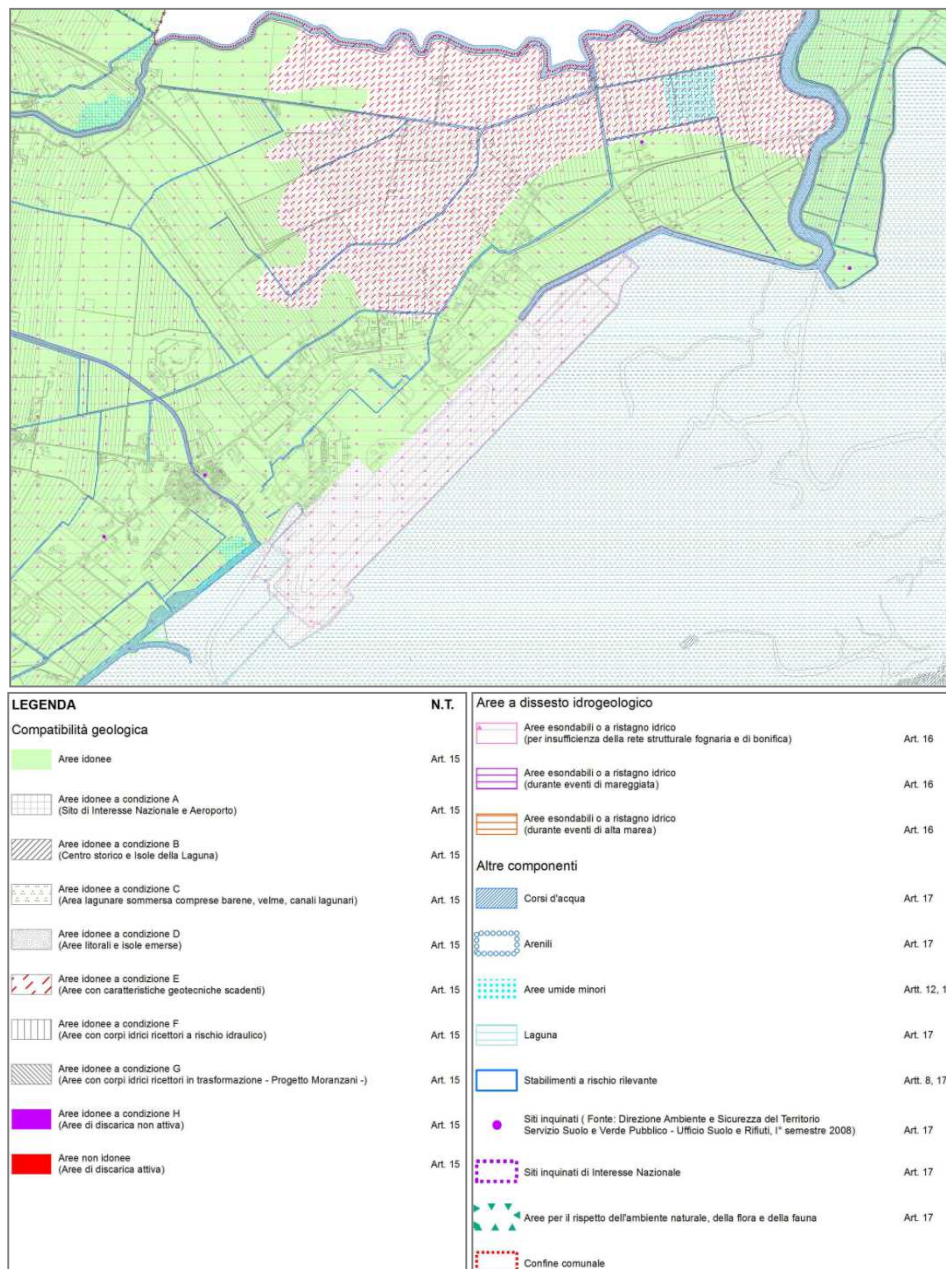 LEGENDA N.T.
Compatibilità geologica
Aree idonee Art. 15
Aree idonee a condizione A
(Sito di Interesse Nazionale e Aeroporto) Art. 15
Aree idonee a condizione B
(Centro storico e Isole della Laguna) Art. 15
Aree idonee a condizione C
(Area lagunare sommersa comprese barene, velme, canali lagunari) Art. 15
Aree idonee a condizione D
(Aree litorali e isole emerse) Art. 15
Aree idonee a condizione E
(Aree con caratteristiche geotecniche scadenti) Art. 15
Aree idonee a condizione F
(Aree con corpi idrici ricettori a rischio idraulico) Art. 15
Aree idonee a condizione G
(Aree con corpi idrici ricettori in trasformazione - Progetto Moranzani -) Art. 15
Aree idonee a condizione H
(Aree di discarica non attiva) Art. 15
Aree non idonee
(Aree di discarica attiva) Art. 15
Aree a dissesto idrogeologico
Aree esondabili o a ristagno idrico
(per insufficienza della rete strutturale fognaria e di bonifica) Art. 16
Aree esondabili o a ristagno idrico
(durante eventi di mareggiata) Art. 16
Aree esondabili o a ristagno idrico
(durante eventi di alta marea) Art. 16
Altre componenti
Corsi d'acqua Art. 17
Arenili Art. 17
Aree umide minori Artt. 12, 1
Laguna Art. 17
Stabilimenti a rischio rilevante Artt. 8, 17
Siti inquinati ( Fonte: Direzione Ambiente e Sicurezza del Territorio
Servizio Suolo e Verde Pubblico - Ufficio Suolo e Rifiuti, I° semestre 2008) Art. 17
Siti inquinati di Interesse Nazionale Art. 17
Aree per il rispetto dell'ambiente naturale, della flora e della fauna Art. 17
Confine comunale